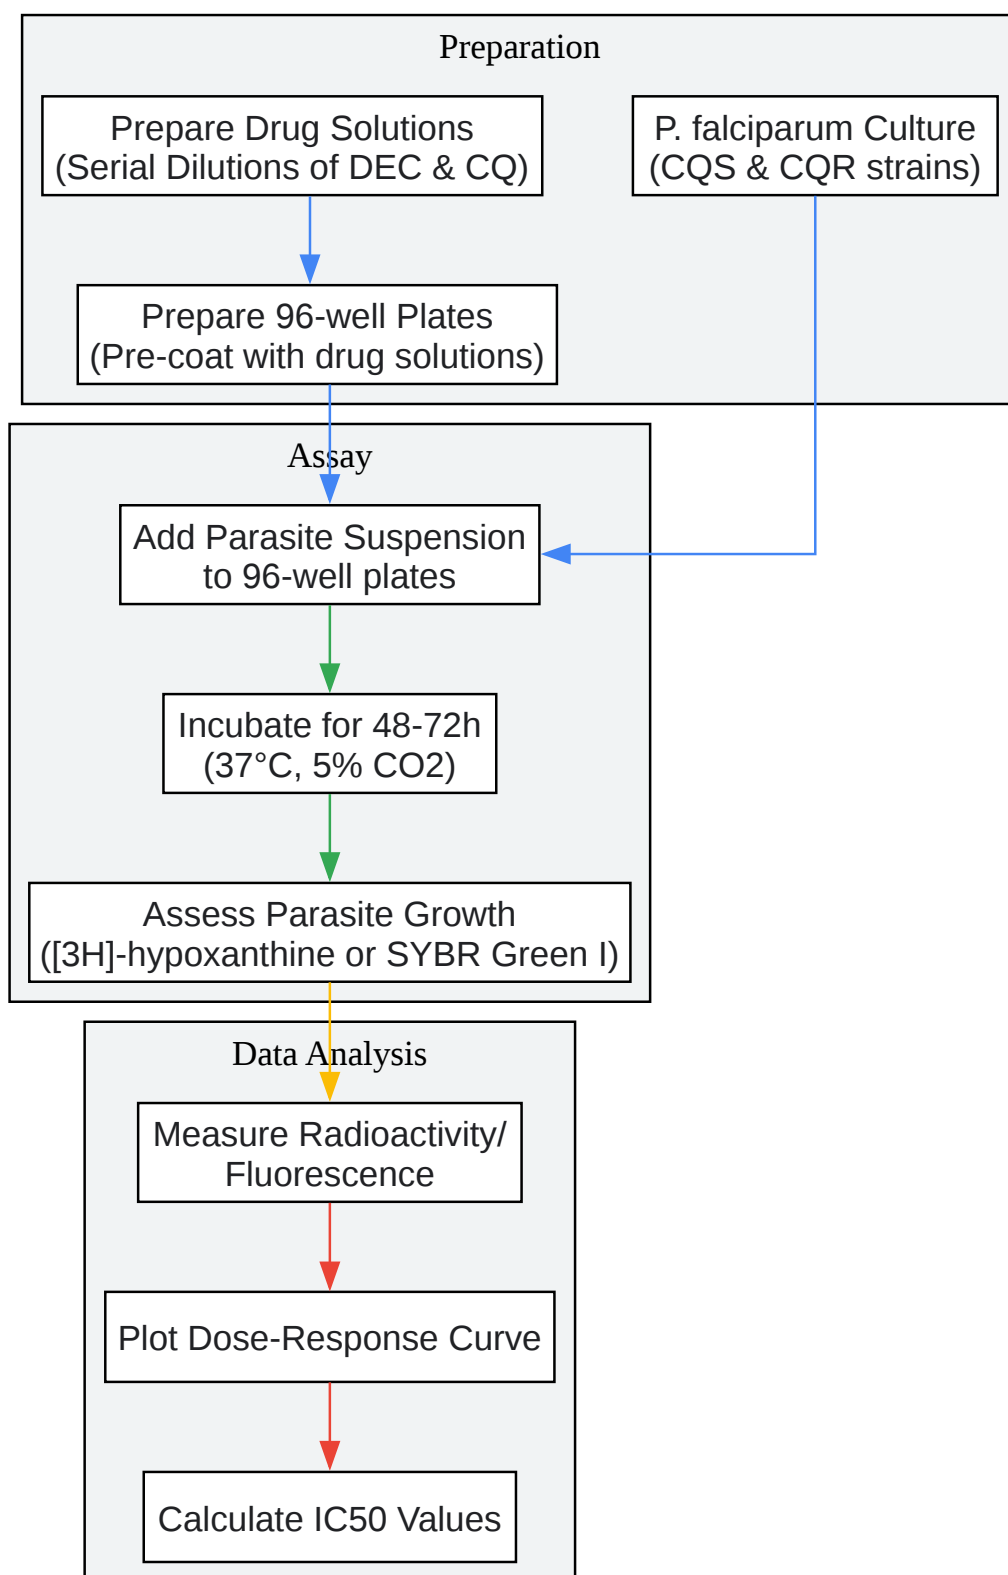 Preparation
Prepare Drug Solutions
(Serial Dilutions of DEC & CQ)
P. falciparum Culture
(CQS & CQR strains)
Prepare 96-well Plates
(Pre-coat with drug solutions)
Assay
Add Parasite Suspension
to 96-well plates
Incubate for 48-72h
(37°C, 5% CO2)
Assess Parasite Growth
([3H]-hypoxanthine or SYBR Green I)
Data Analysis
Measure Radioactivity/
Fluorescence
Plot Dose-Response Curve
Calculate IC50 Values